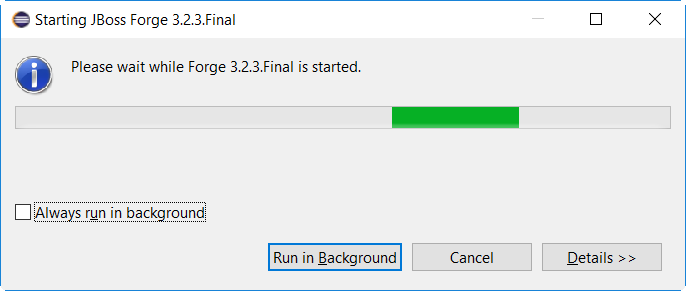 Starting JBoss Forge 3.2.3.Final
Please wait while Forge 3.2.3.Final is started.
Always run in background
Run in Background
Cancel
Details >>